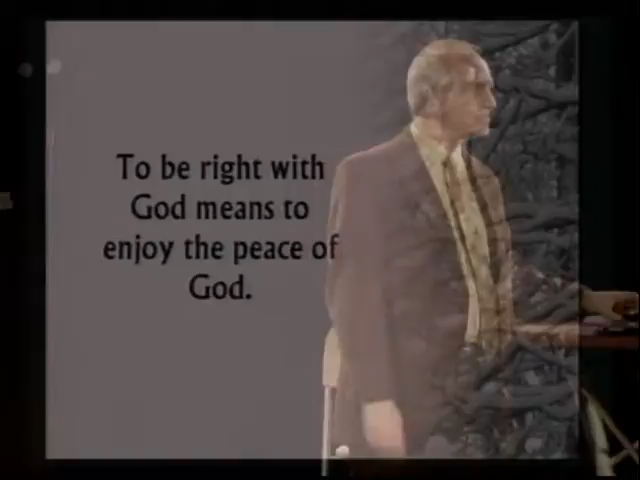 To be right with
God means to
enjoy the peace of
God.